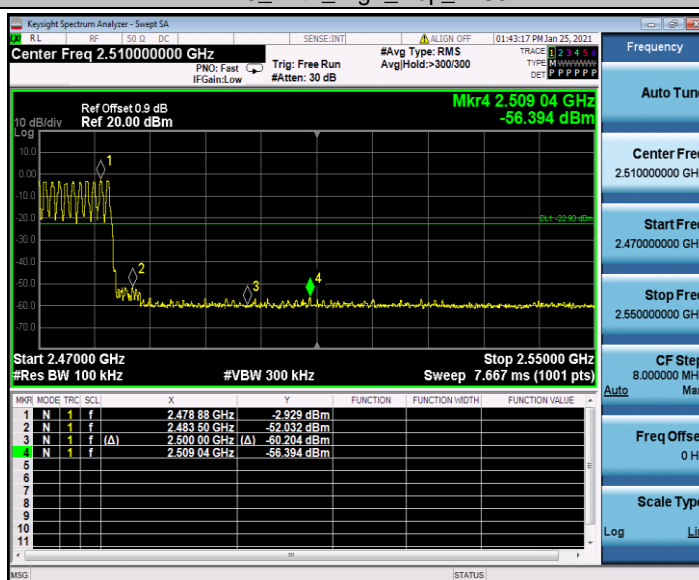 Keysight Spectrum Analyzer - Swept SA
RL RF 50 Ω DC SENSE:INT ALIGN OFF 01:43:17 PM Jan 25, 2021
Center Freq 2.510000000 GHz
PNO: Fast
IFGain:Low
Trig: Free Run
#Atten: 30 dB
#Avg Type: RMS
Avg|Hold:>300/300
TRACE 1 2 3 4 5 6
TYPE M W W W W W
DET P P P P P P
Frequency
Auto Tune
Center Freq
2.510000000 GH
Start Freq
2.470000000 GH
Stop Freq
2.550000000 GH
CF Step
8.000000 MH
Auto Man
Freq Offset
0 H
Scale Type
Log Lin
Ref Offset 0.9 dB
10 dB/div Ref 20.00 dBm
Log
Mkr4 2.509 04 GHz
-56.394 dBm
10.0
0.00
-10.0
-20.0
-30.0
-40.0
-50.0
-60.0
-70.0
1
2
3
4
DL1 -22.93 dBm
Start 2.47000 GHz Stop 2.55000 GHz
#Res BW 100 kHz #VBW 300 kHz Sweep 7.667 ms (1001 pts)
MKR MODE TRC SCL X Y FUNCTION FUNCTION WIDTH FUNCTION VALUE
1 N 1 f 2.478 88 GHz -2.929 dBm
2 N 1 f 2.483 50 GHz -52.032 dBm
3 N 1 f (Δ) 2.500 00 GHz (Δ) -60.204 dBm
4 N 1 f 2.509 04 GHz -56.394 dBm
5
6
7
8
9
10
11
MSG STATUS